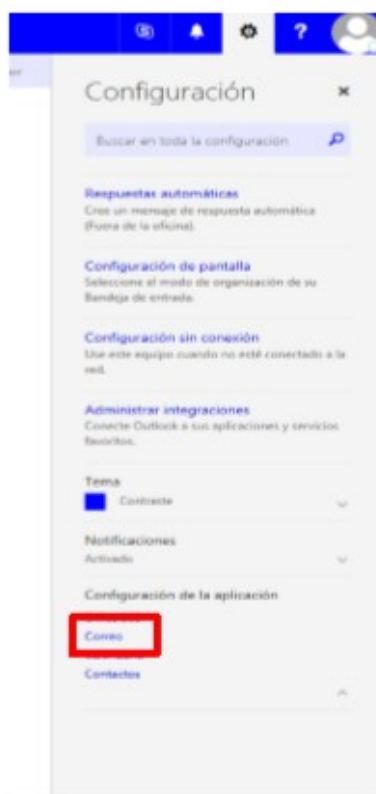 ?
Configuración
Buscar en toda la configuración
Respuestas automáticas
Cree un mensaje de respuesta automática
(Fuera de la oficina).
Configuración de pantalla
Seleccione el modo de organización de su
Bandeja de entrada.
Configuración sin conexión
Use este equipo cuando no esté conectado a la
red.
Administrar integraciones
Conecte Outlook a sus aplicaciones y servicios
favoritos.
Tema
Contraste
Notificaciones
Activado
Configuración de la aplicación
Correo
Contactos